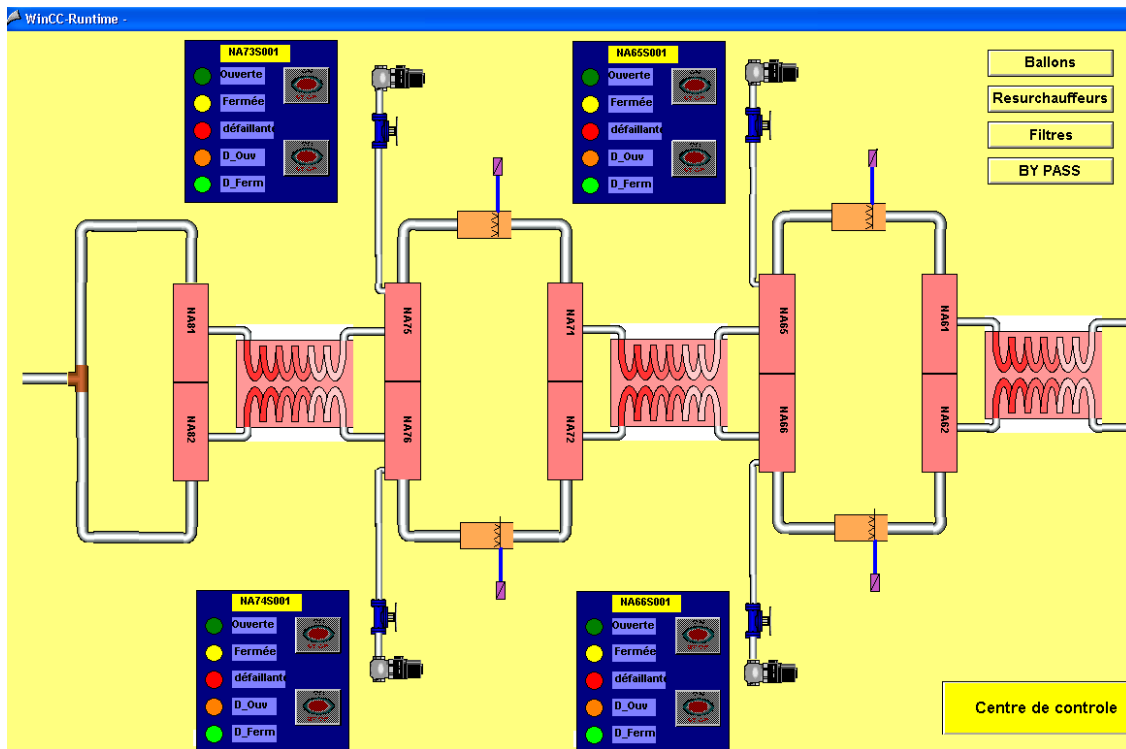 WinCC-Runtime -
NA73S001
Ouverte
Fermée
défaillante
D_Ouv
D_Ferm
NA65S001
Ouverte
Fermée
défaillante
D_Ouv
D_Ferm
Ballons
Resurchauffeurs
Filtres
BY PASS
NA81
NA82
NA75
NA76
NA71
NA72
NA65
NA66
NA61
NA62
NA74S001
Ouverte
Fermée
défaillante
D_Ouv
D_Ferm
NA66S001
Ouverte
Fermée
défaillante
D_Ouv
D_Ferm
Centre de controle